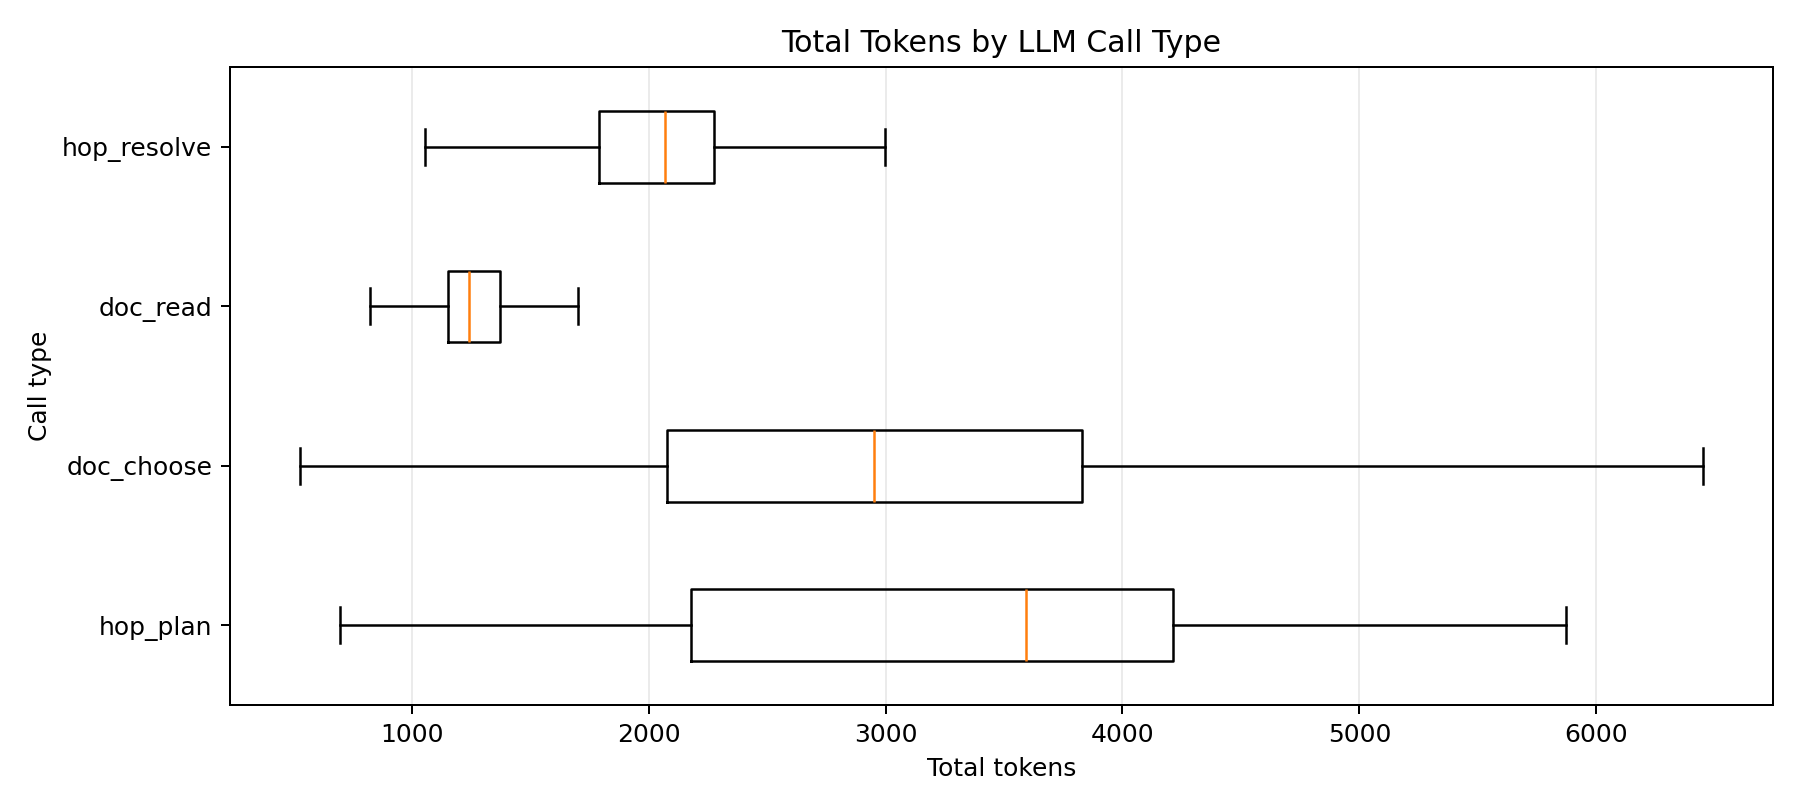 Total Tokens by LLM Call Type
hop_resolve
doc_read
doc_choose
hop_plan
Call type
1000 2000 3000 4000 5000 6000
Total tokens